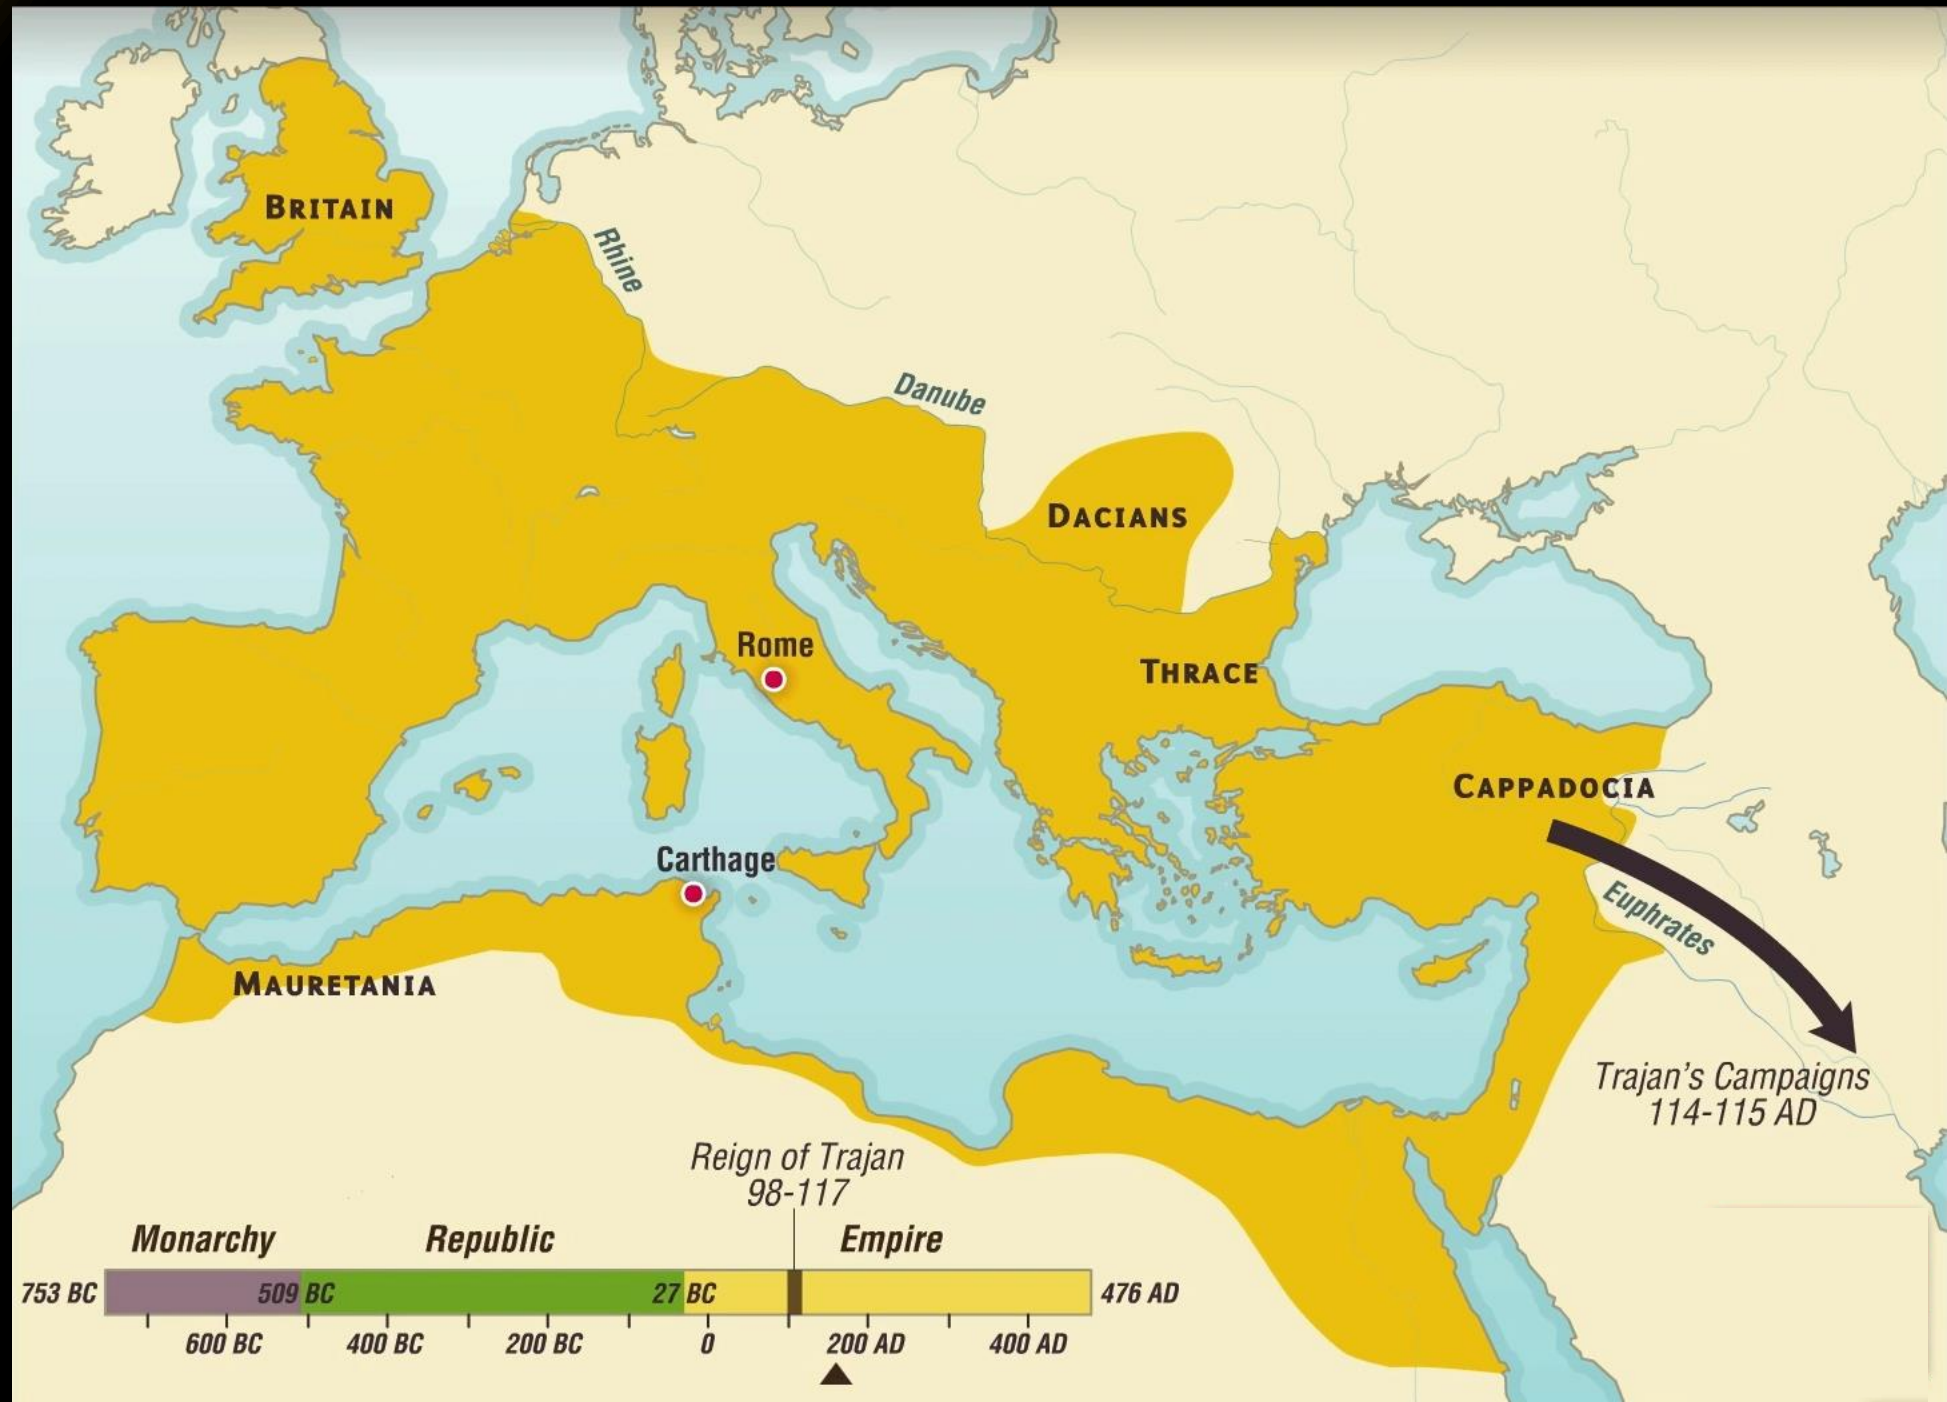 BRITAIN
Rhine
Danube
DACIANS
Rome
THRACE
CAPPADOCIA
Carthage
Euphrates
MAURETANIA
Trajan's Campaigns
114-115 AD
Reign of Trajan
98-117
Monarchy Republic Empire
753 BC 509 BC 27 BC 476 AD
600 BC 400 BC 200 BC 0 200 AD 400 AD